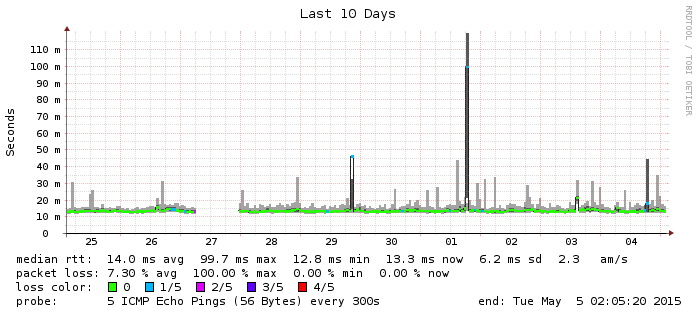 Last 10 Days
RRDTOOL / TOBI OETIKER
Seconds
110 m
100 m
90 m
80 m
70 m
60 m
50 m
40 m
30 m
20 m
10 m
0
25 26 27 28 29 30 01 02 03 04
median rtt: 14.0 ms avg 99.7 ms max 12.8 ms min 13.3 ms now 6.2 ms sd 2.3 am/s
packet loss: 7.30 % avg 100.00 % max 0.00 % min 0.00 % now
loss color: 0 1/5 2/5 3/5 4/5
probe: 5 ICMP Echo Pings (56 Bytes) every 300s end: Tue May 5 02:05:20 2015